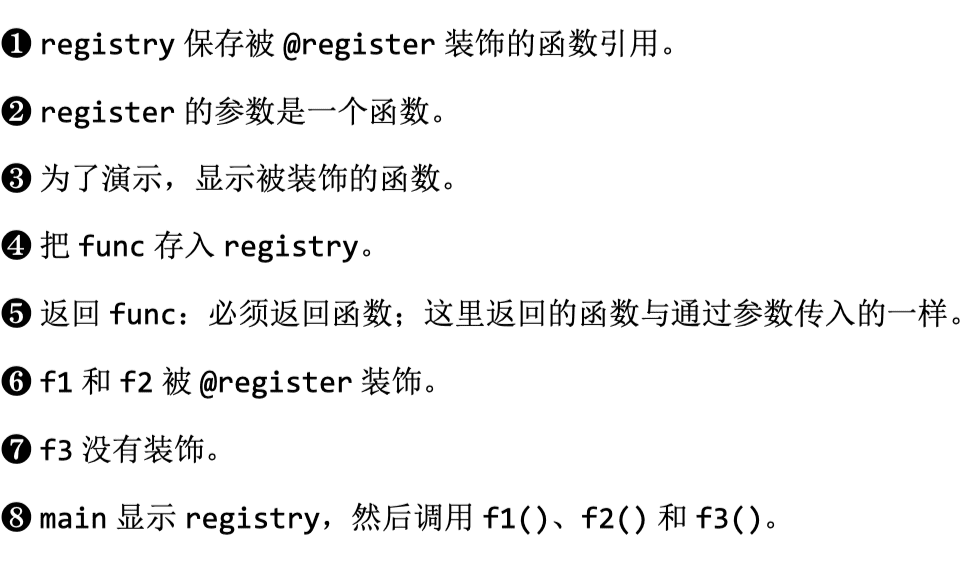 ❶ registry 保存被 @register 装饰的函数引用。
❷ register 的参数是一个函数。
❸ 为了演示，显示被装饰的函数。
❹ 把 func 存入 registry。
❺ 返回 func：必须返回函数；这里返回的函数与通过参数传入的一样。
❻ f1 和 f2 被 @register 装饰。
❼ f3 没有装饰。
❽ main 显示 registry，然后调用 f1()、f2() 和 f3()。